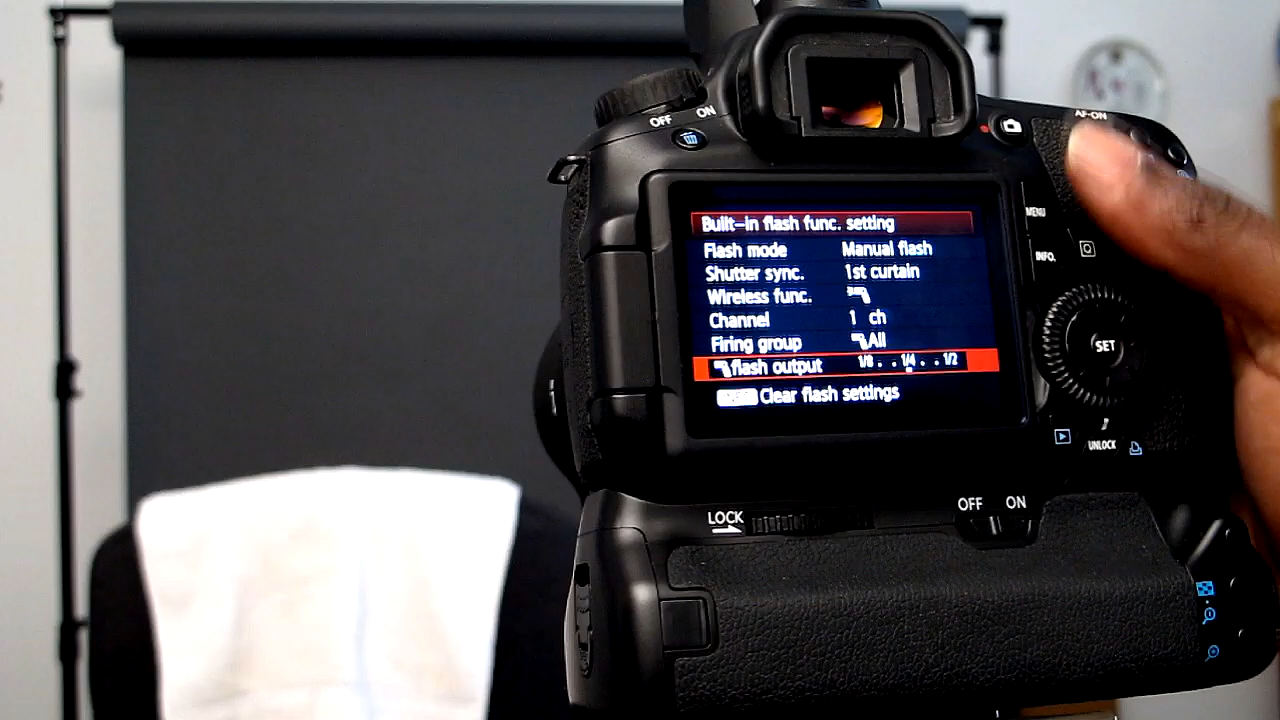 OFF ON
AF-ON
Built-in flash func. setting
Flash mode Manual flash
Shutter sync. 1st curtain
Wireless func.
Channel 1 ch
Firing group All
flash output 1/8 . . 1/4 . . 1/2
Clear flash settings
MENU
INFO.
Q
SET
UNLOCK
LOCK
OFF ON